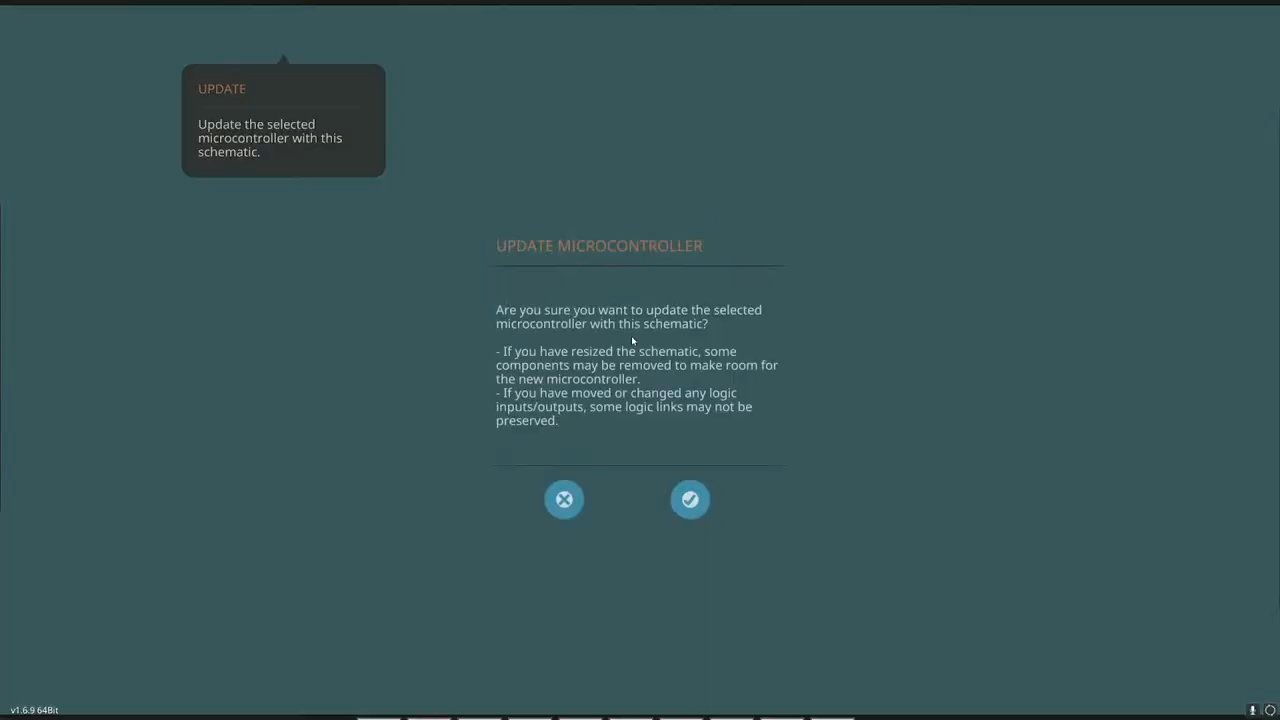 UPDATE
Update the selected
microcontroller with this
schematic.
UPDATE MICROCONTROLLER
Are you sure you want to update the selected
microcontroller with this schematic?
- If you have resized the schematic, some
components may be removed to make room for
the new microcontroller.
- If you have moved or changed any logic
inputs/outputs, some logic links may not be
preserved.
v1.6.9 64Bit